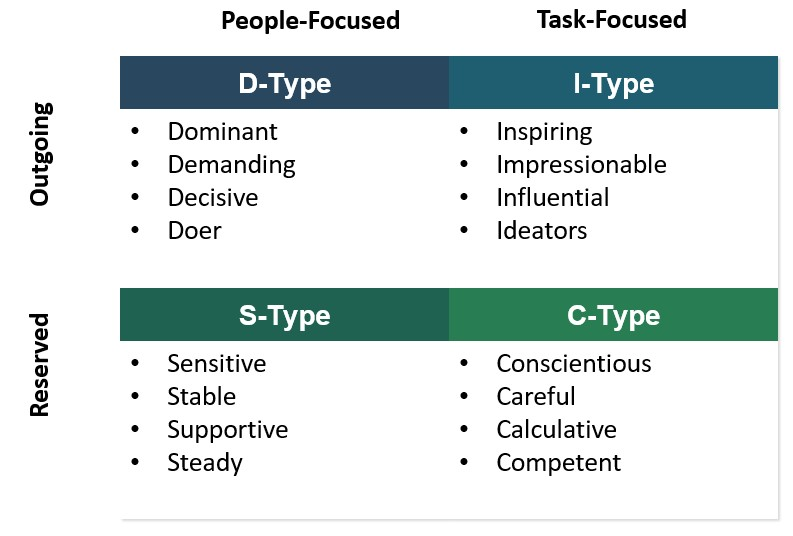 People-Focused Task-Focused
Outgoing
D-Type I-Type
• Dominant
• Demanding
• Decisive
• Doer
• Inspiring
• Impressionable
• Influential
• Ideators
Reserved
S-Type C-Type
• Sensitive
• Stable
• Supportive
• Steady
• Conscientious
• Careful
• Calculative
• Competent